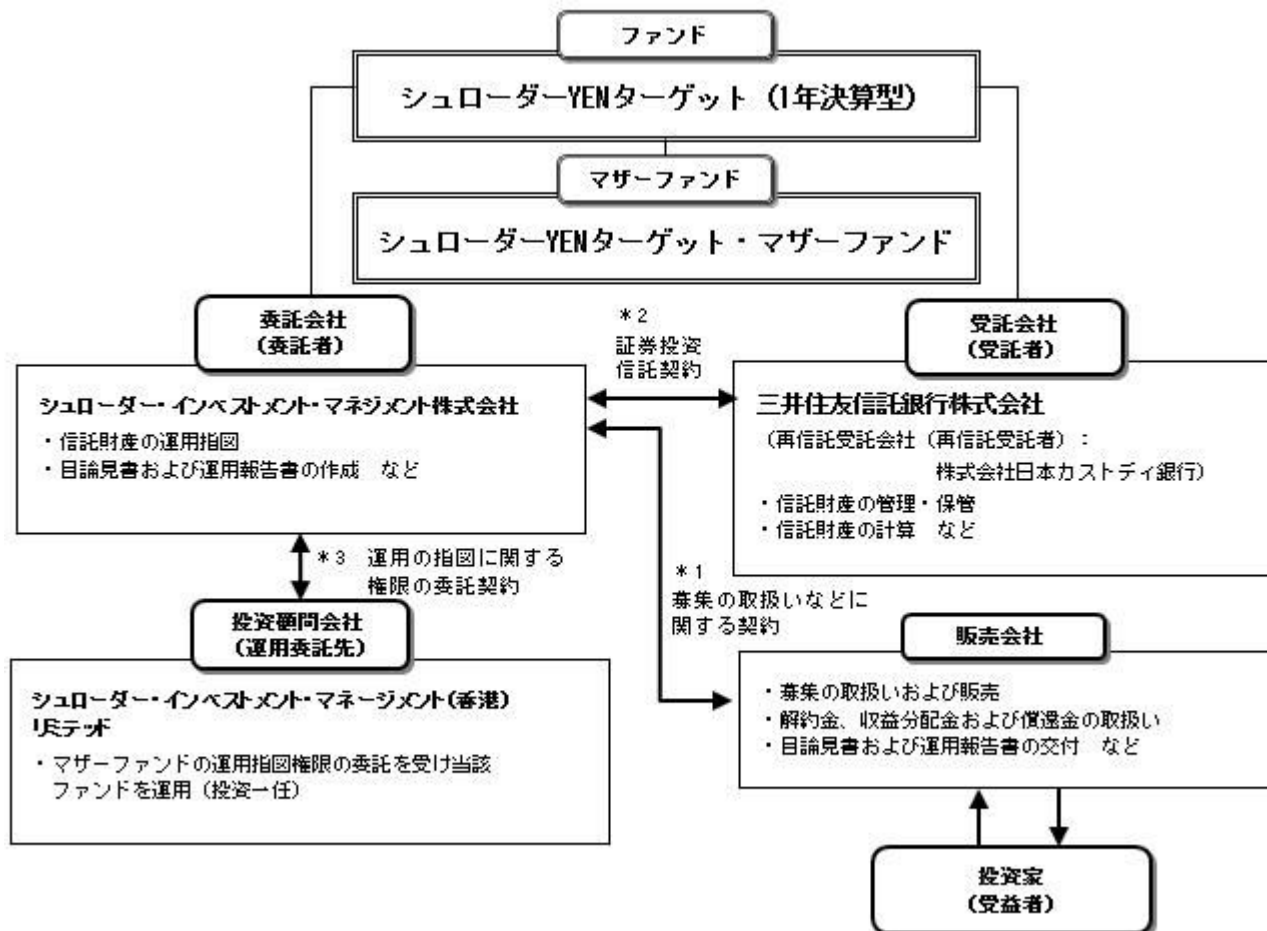 ファンド
シュローダーYENターゲット（1年決算型）
マザーファンド
シュローダーYENターゲット・マザーファンド
委託会社
（委託者）
シュローダー・インベストメント・マネジメント株式会社
・信託財産の運用指図
・目論見書および運用報告書の作成　など
＊2
証券投資
信託契約
受託会社
（受託者）
三井住友信託銀行株式会社
（再信託受託会社（再信託受託者）：
株式会社日本カストディ銀行）
・信託財産の管理・保管
・信託財産の計算　など
＊3　運用の指図に関する
権限の委託契約
＊1
募集の取扱いなどに
関する契約
投資顧問会社
（運用委託先）
シュローダー・インベストメント・マネージメント（香港）
リミテッド
・マザーファンドの運用指図権限の委託を受け当該
ファンドを運用（投資一任）
販売会社
・募集の取扱いおよび販売
・解約金、収益分配金および償還金の取扱い
・目論見書および運用報告書の交付　など
投資家
（受益者）